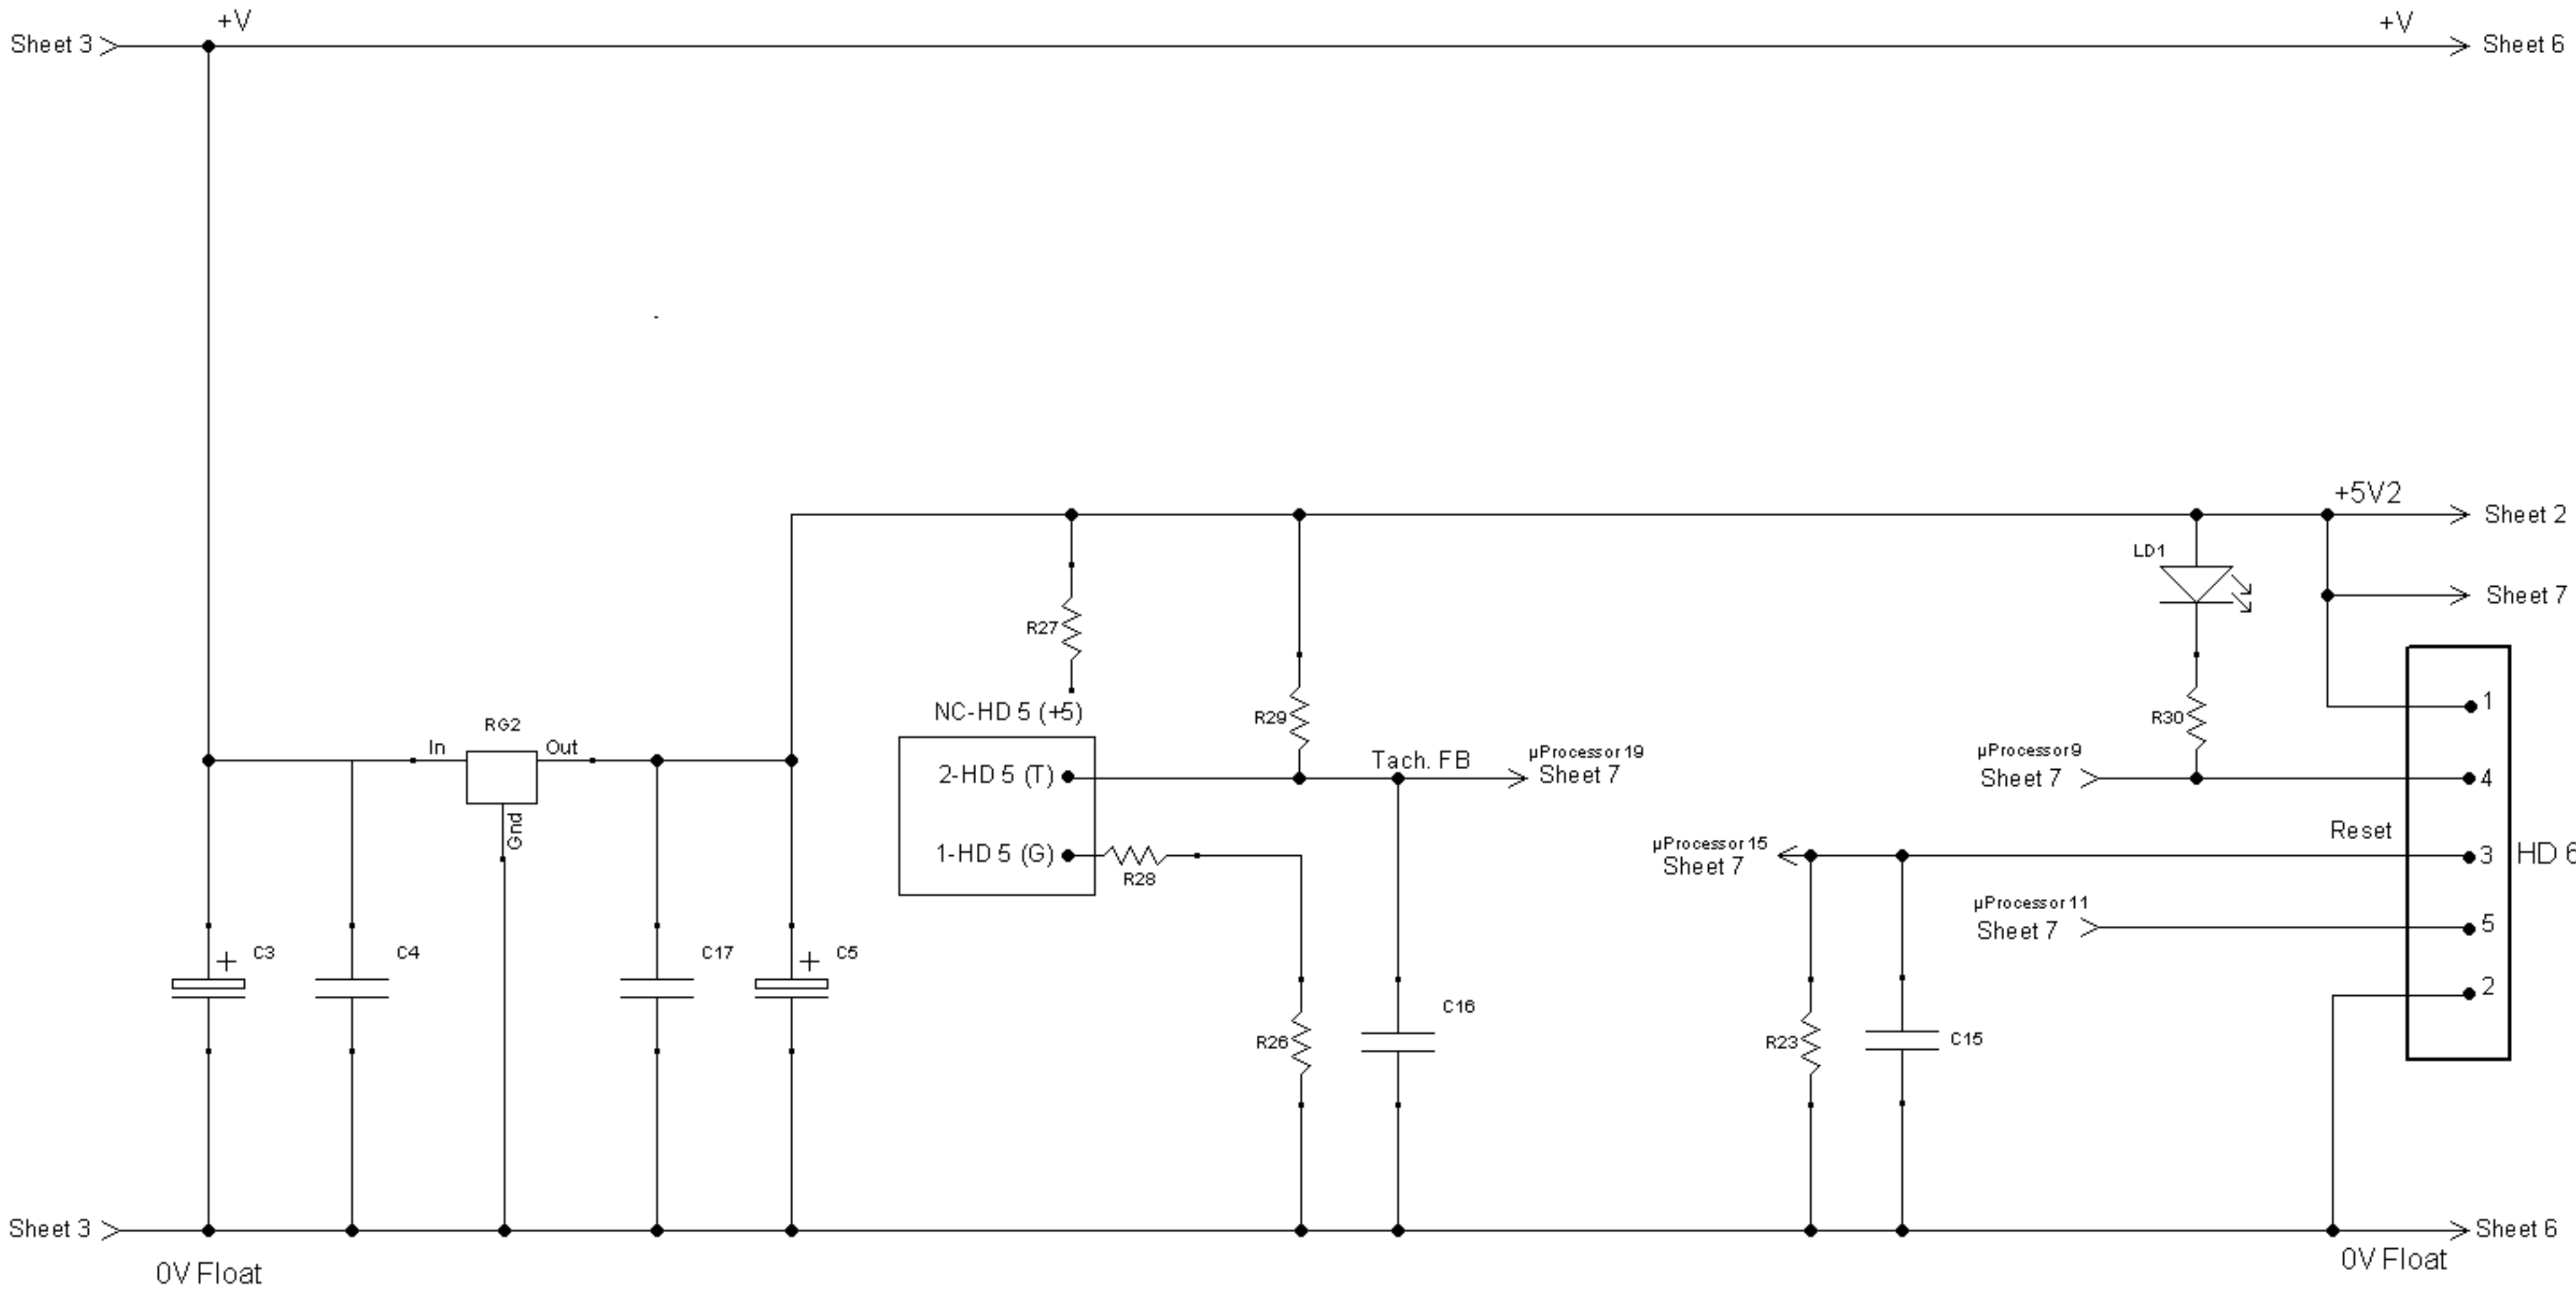 +V
+V
Sheet 3
Sheet 6
+5V2
Sheet 2
LD1
Sheet 7
R27
NC-HD 5 (+5)
R29
R30
1
RG2
In
Out
Gnd
2-HD 5 (T)
Tach. FB
µProcessor 19
Sheet 7
µProcessor 9
Sheet 7
4
Reset
1-HD 5 (G)
R28
µProcessor 15
Sheet 7
3
HD 6
µProcessor 11
Sheet 7
5
+
C3
C4
C17
+
C5
2
C16
R26
R23
C15
Sheet 3
Sheet 6
0V Float
0V Float